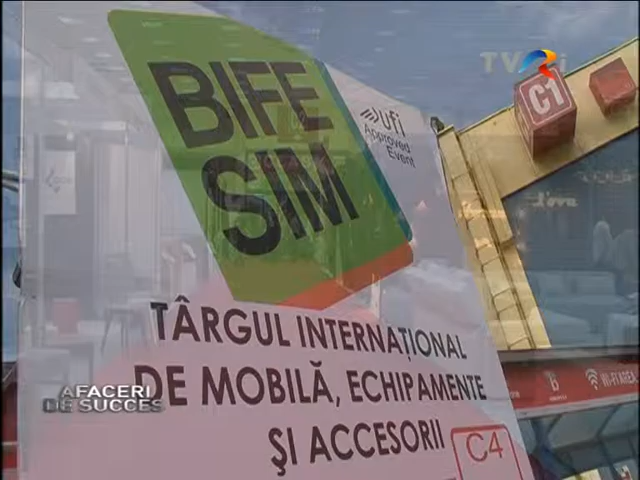 BIFE
SIM
ufi
Approved
Event
TVRi
C1
TÂRGUL INTERNAȚIONAL
DE MOBILĂ, ECHIPAMENTE
ȘI ACCESORII
C4
AFACERI
DE SUCCES
WI-FI AREA